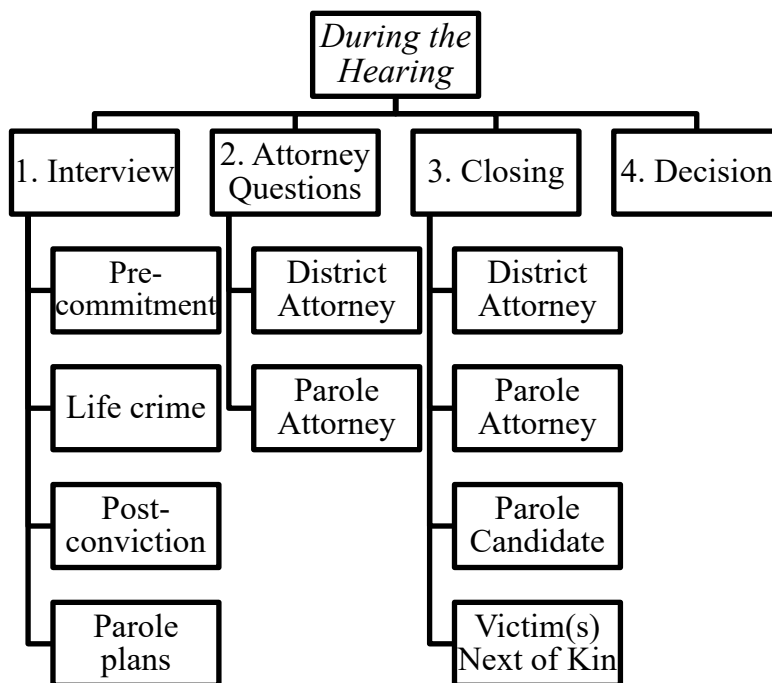 During the
Hearing
1. Interview
2. Attorney
Questions
3. Closing
4. Decision
Pre-
commitment
Life crime
Post-
conviction
Parole
plans
District
Attorney
Parole
Attorney
District
Attorney
Parole
Attorney
Parole
Candidate
Victim(s)
Next of Kin